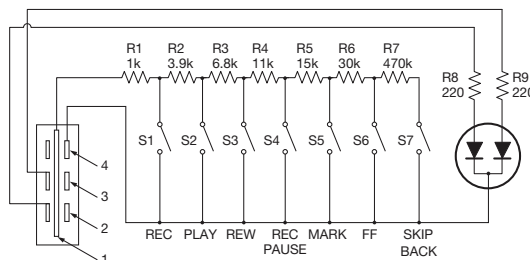 R1 R2 R3 R4 R5 R6 R7
1k 3.9k 6.8k 11k 15k 30k 470k
R8 R9
220 220
S1 S2 S3 S4 S5 S6 S7
4
3
2
1
REC PLAY REW REC MARK FF SKIP
PAUSE BACK